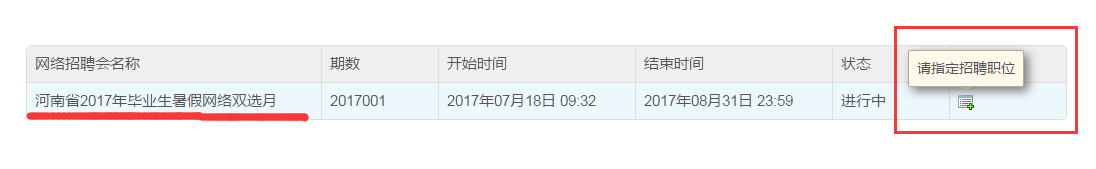 网络招聘会名称 期数 开始时间 结束时间 状态
请指定招聘职位
河南省2017年毕业生暑假网络双选月 2017001 2017年07月18日 09:32 2017年08月31日 23:59 进行中